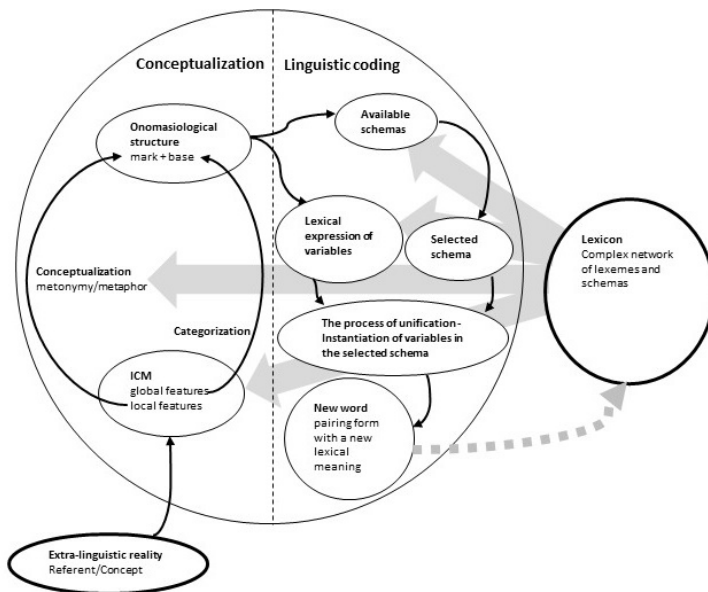 Conceptualization
Linguistic coding
Onomasiological
structure
mark + base
Available
schemas
Lexical
expression of
variables
Selected
schema
Lexicon
Complex network
of lexemes and
schemas
Conceptualization
metonymy/metaphor
Categorization
The process of unification-
Instantiation of variables in
the selected schema
ICM
global features
local features
New word
pairing form
with a new
lexical
meaning
Extra-linguistic reality
Referent/Concept